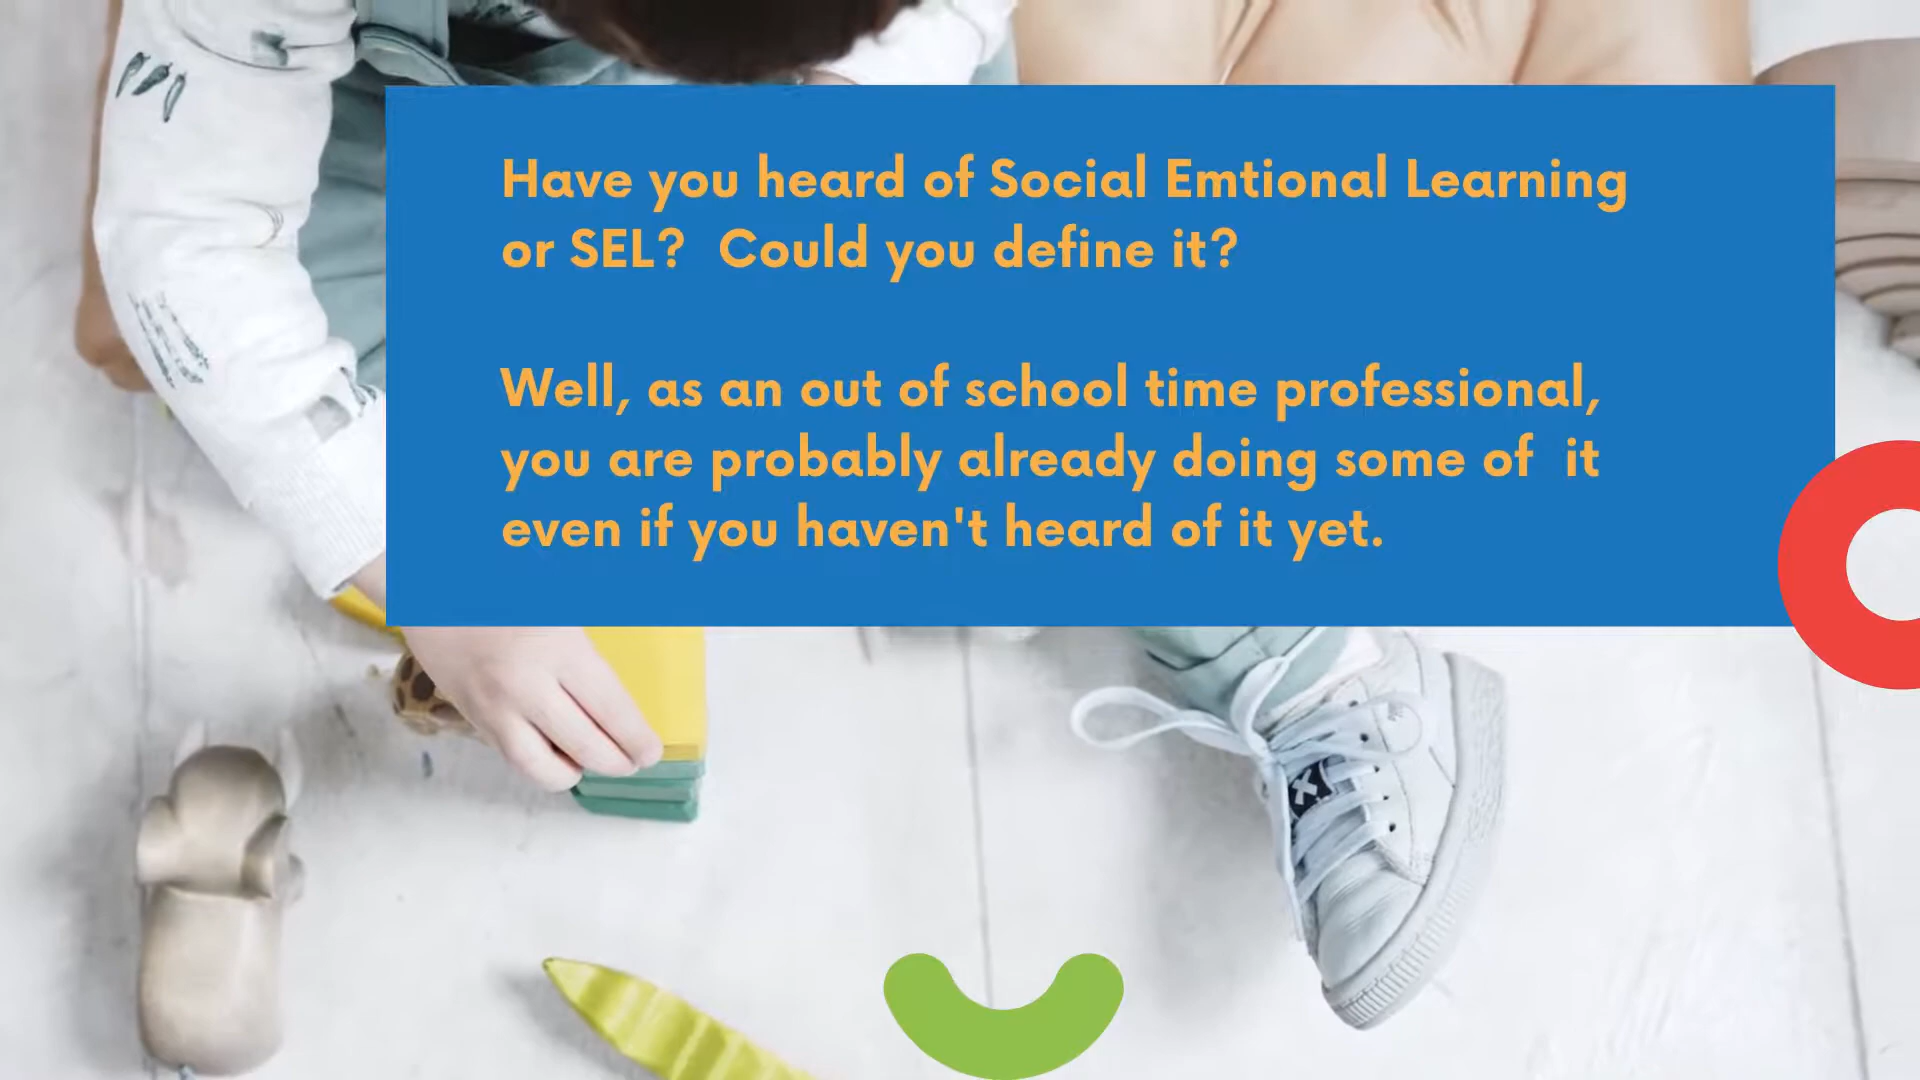 Have you heard of Social Emtional Learning
or SEL?  Could you define it?
Well, as an out of school time professional,
you are probably already doing some of  it
even if you haven't heard of it yet.